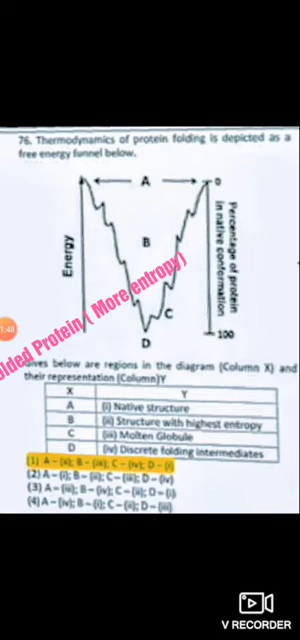 76. Thermodynamics of protein folding is depicted as a
free energy funnel below.
A
0
Energy
B
Percentage of protein
in native conformation
C
D
100
olded Protein ( More entropy)
1:48
ives below are regions in the diagram (Column X) and
their representation (Column)Y
X Y
A (i) Native structure
B (ii) Structure with highest entropy
C (iii) Molten Globule
D (iv) Discrete folding intermediates
(1) A – (ii); B – (iii); C – (iv); D – (i)
(2) A – (i); B – (ii); C – (iii); D – (iv)
(3) A – (iii); B – (iv); C – (ii); D – (i)
(4) A – (iv); B – (i); C – (ii); D – (iii)
V RECORDER